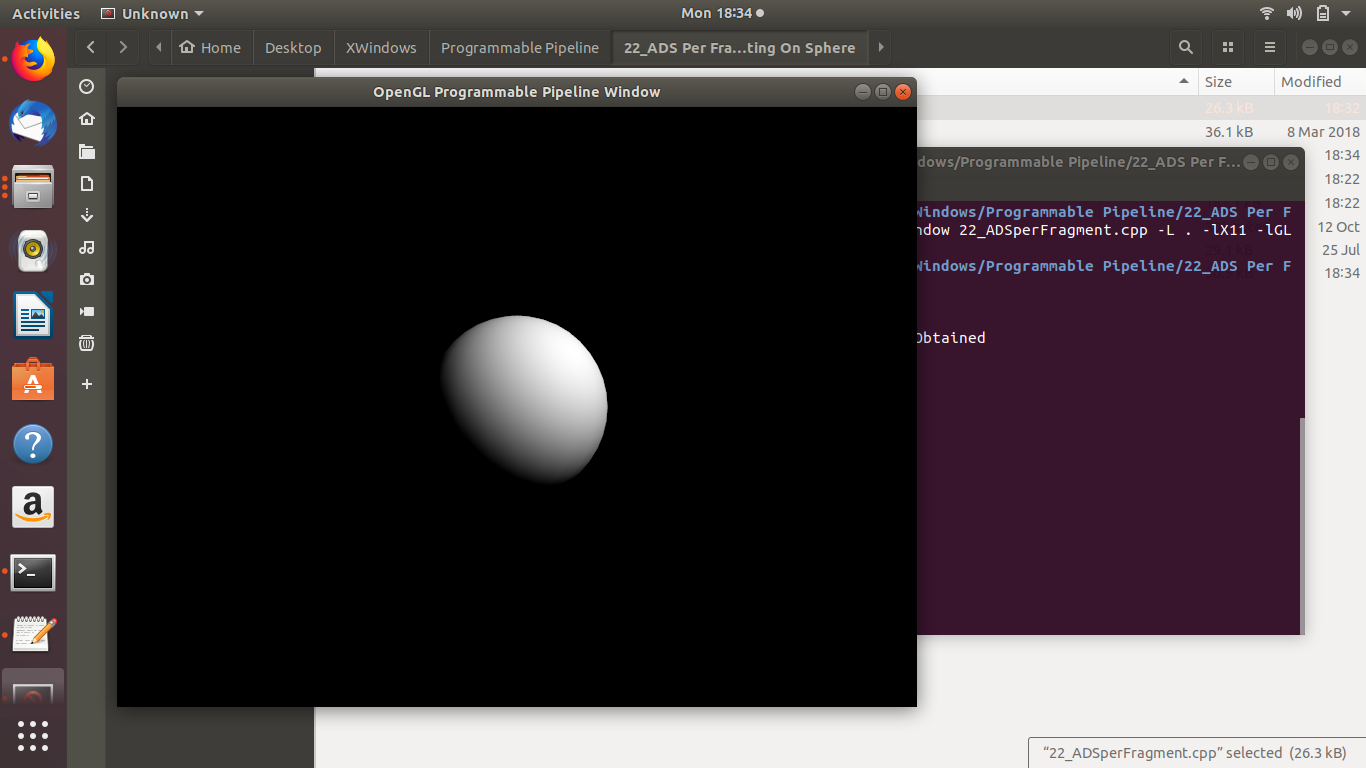 Activities
Unknown
Mon 18:34
Home
Desktop
XWindows
Programmable Pipeline
22_ADS Per Fra…ting On Sphere
Size
Modified
26.3 kB
18:32
36.1 kB
8 Mar 2018
18:34
18:22
18:22
12 Oct
25 Jul
18:34
OpenGL Programmable Pipeline Window
dows/Programmable Pipeline/22_ADS Per F…
Windows/Programmable Pipeline/22_ADS Per F
ndow 22_ADSperFragment.cpp -L . -lX11 -lGL
Windows/Programmable Pipeline/22_ADS Per F
Obtained
“22_ADSperFragment.cpp” selected (26.3 kB)